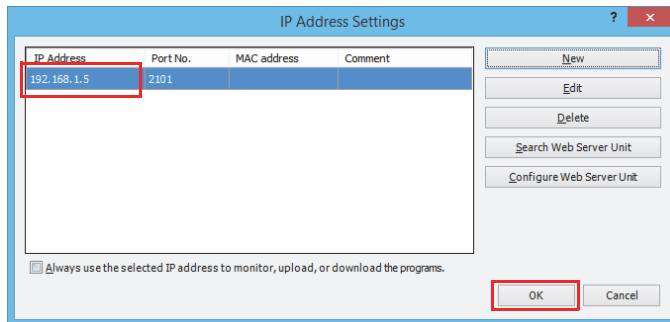 IP Address Settings
? ×
IP Address Port No. MAC address Comment
192.168.1.5 2101
New
Edit
Delete
Search Web Server Unit
Configure Web Server Unit
Always use the selected IP address to monitor, upload, or download the programs.
OK Cancel